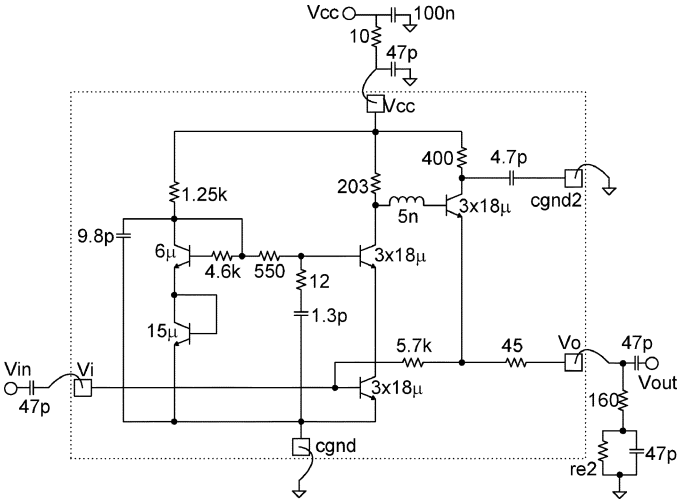 Vcc
100n
10
47p
Vcc
400
4.7p
203
1.25k
cgnd2
5n
3x18µ
9.8p
6µ
4.6k
550
12
3x18µ
1.3p
15µ
5.7k
45
Vo
47p
Vin
Vi
3x18µ
Vout
47p
160
cgnd
re2
47p